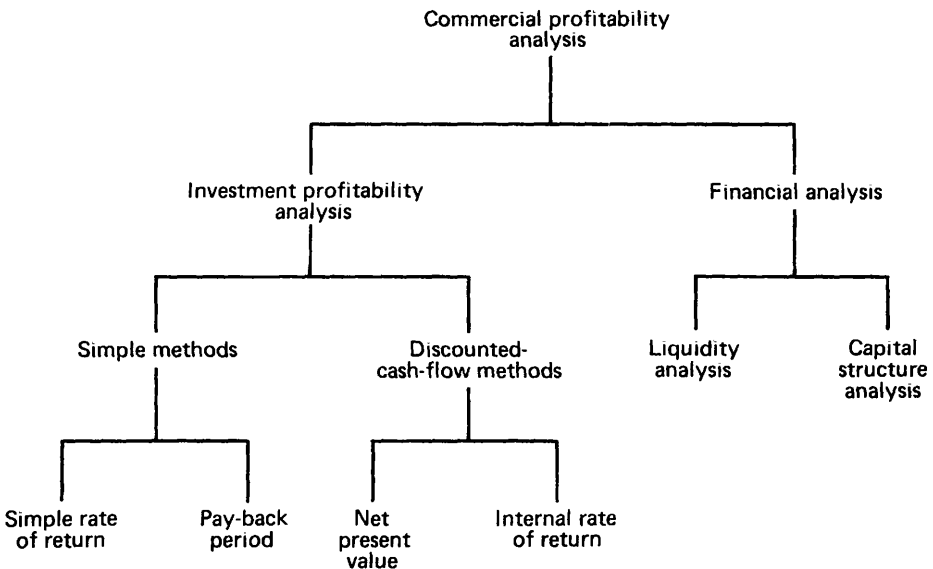 Commercial profitability
analysis
Investment profitability
analysis
Financial analysis
Simple methods
Discounted-
cash-flow methods
Liquidity
analysis
Capital
structure
analysis
Simple rate
of return
Pay-back
period
Net
present
value
Internal rate
of return